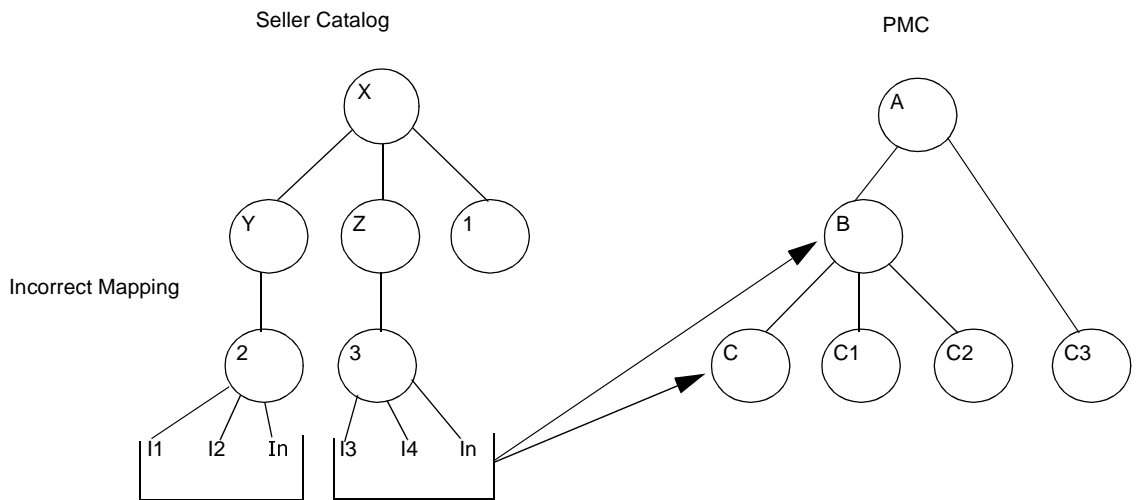 Seller Catalog
PMC
X
A
Y
Z
1
B
Incorrect Mapping
2
3
C
C1
C2
C3
I1
I2
In
I3
I4
In